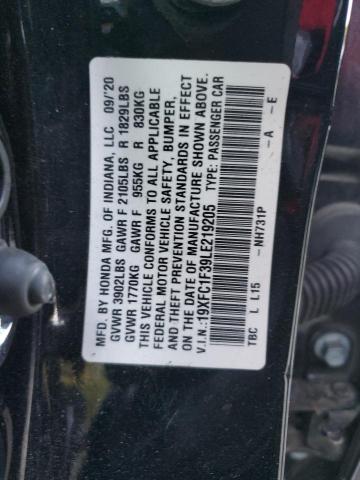 MFD. BY HONDA MFG. OF INDIANA, LLC 09/'20
GVWR 3902LBS GAWR F 2105LBS R 1829LBS
GVWR 1770KG GAWR F 955KG R 830KG
THIS VEHICLE CONFORMS TO ALL APPLICABLE
FEDERAL MOTOR VEHICLE SAFETY, BUMPER,
AND THEFT PREVENTION STANDARDS IN EFFECT
ON THE DATE OF MANUFACTURE SHOWN ABOVE.
V.I.N.: 19XFC1F39LE219205 TYPE: PASSENGER CAR
TBC L L15 -NH731P -A -E